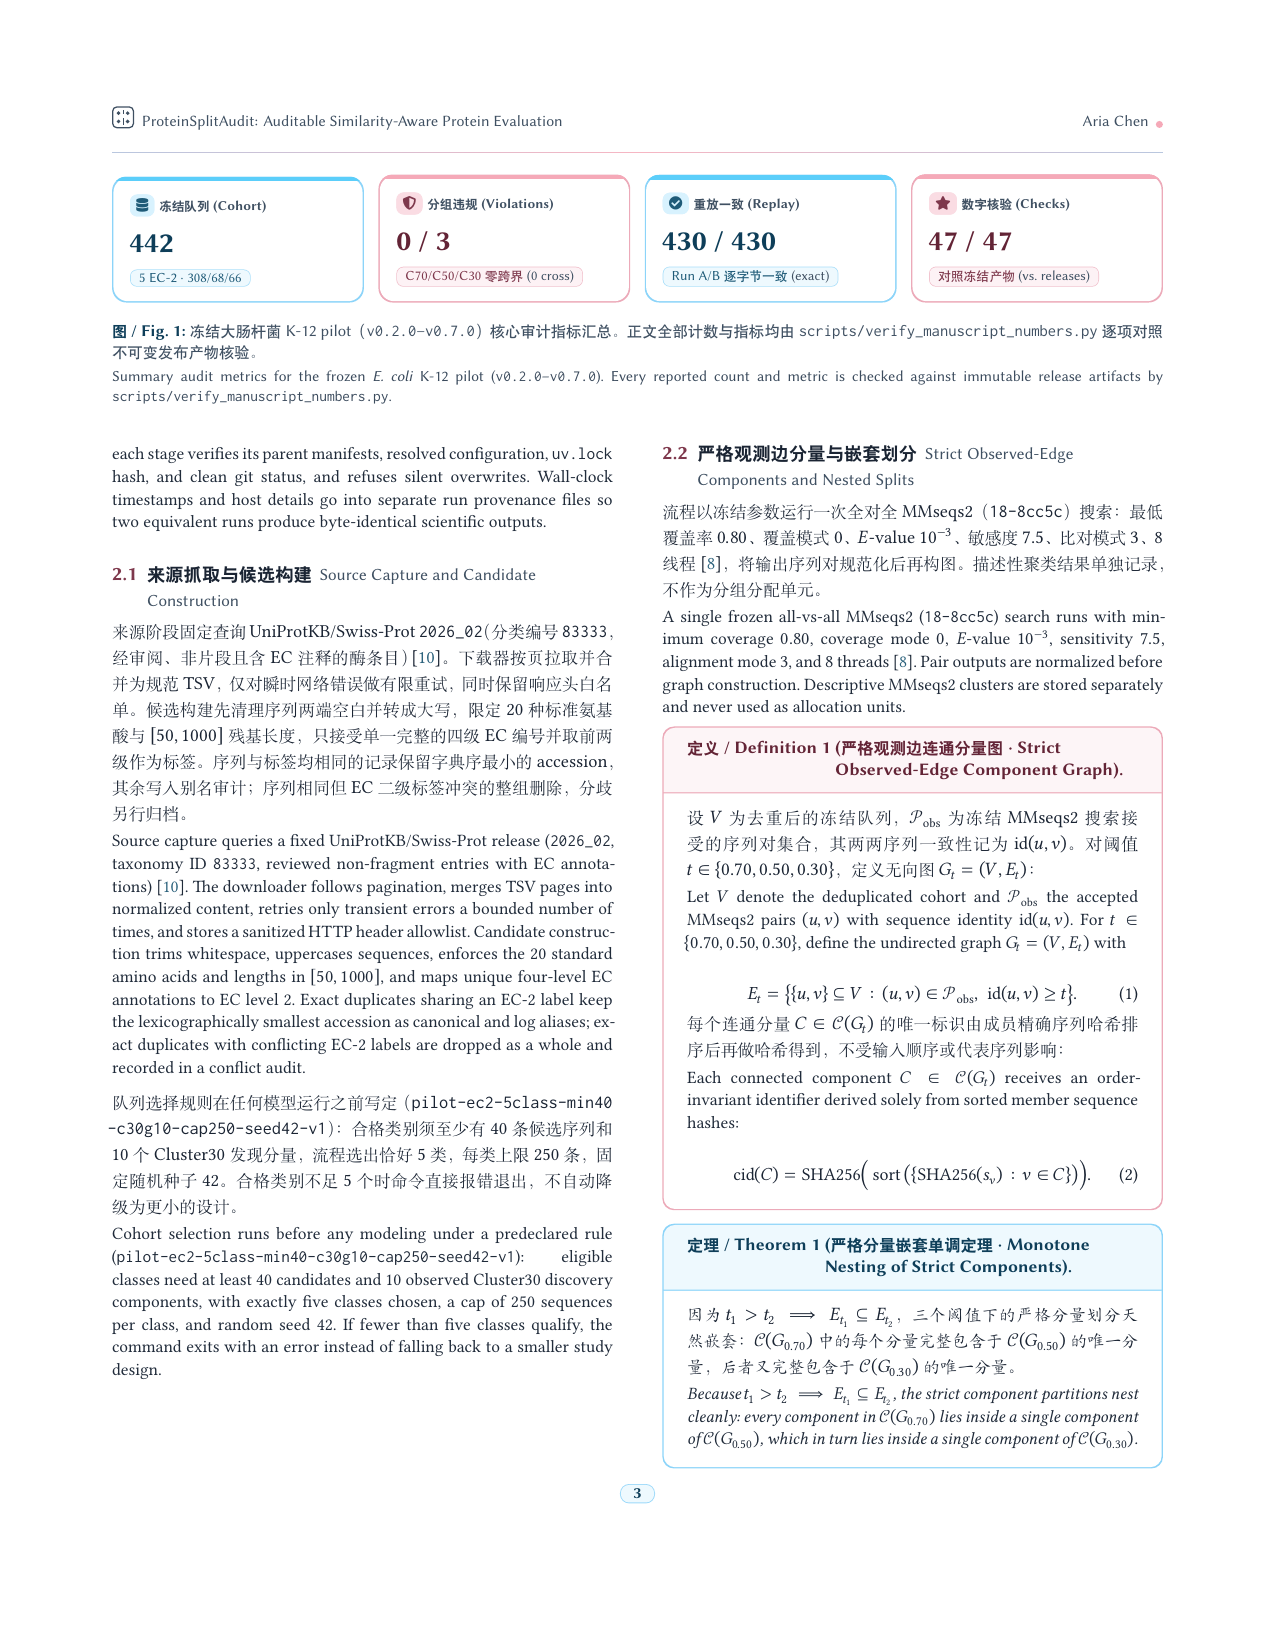 ProteinSplitAudit: Auditable Similarity-Aware Protein Evaluation
Aria Chen
冻结队列 (Cohort)
442
5 EC-2 · 308/68/66
分组违规 (Violations)
0 / 3
C70/C50/C30 零跨界 (0 cross)
重放一致 (Replay)
430 / 430
Run A/B 逐字节一致 (exact)
数字核验 (Checks)
47 / 47
对照冻结产物 (vs. releases)
图 / Fig. 1: 冻结大肠杆菌 K-12 pilot（v0.2.0–v0.7.0）核心审计指标汇总。正文全部计数与指标均由 scripts/verify_manuscript_numbers.py 逐项对照
不可变发布产物核验。
Summary audit metrics for the frozen E. coli K-12 pilot (v0.2.0–v0.7.0). Every reported count and metric is checked against immutable release artifacts by
scripts/verify_manuscript_numbers.py.
each stage verifies its parent manifests, resolved configuration, uv.lock
hash, and clean git status, and refuses silent overwrites. Wall-clock
timestamps and host details go into separate run provenance files so
two equivalent runs produce byte-identical scientific outputs.
2.1 来源抓取与候选构建 Source Capture and Candidate
Construction
来源阶段固定查询 UniProtKB/Swiss-Prot 2026_02（分类编号 83333，
经审阅、非片段且含 EC 注释的酶条目）[10]。下载器按页拉取并合
并为规范 TSV，仅对瞬时网络错误做有限重试，同时保留响应头白名
单。候选构建先清理序列两端空白并转成大写，限定 20 种标准氨基
酸与 [50, 1000] 残基长度，只接受单一完整的四级 EC 编号并取前两
级作为标签。序列与标签均相同的记录保留字典序最小的 accession，
其余写入别名审计；序列相同但 EC 二级标签冲突的整组删除，分歧
另行归档。
Source capture queries a fixed UniProtKB/Swiss-Prot release (2026_02,
taxonomy ID 83333, reviewed non-fragment entries with EC annota-
tions) [10]. The downloader follows pagination, merges TSV pages into
normalized content, retries only transient errors a bounded number of
times, and stores a sanitized HTTP header allowlist. Candidate construc-
tion trims whitespace, uppercases sequences, enforces the 20 standard
amino acids and lengths in [50, 1000], and maps unique four-level EC
annotations to EC level 2. Exact duplicates sharing an EC-2 label keep
the lexicographically smallest accession as canonical and log aliases; ex-
act duplicates with conflicting EC-2 labels are dropped as a whole and
recorded in a conflict audit.
队列选择规则在任何模型运行之前写定（pilot-ec2-5class-min40
-c30g10-cap250-seed42-v1）：合格类别须至少有 40 条候选序列和
10 个 Cluster30 发现分量，流程选出恰好 5 类，每类上限 250 条，固
定随机种子 42。合格类别不足 5 个时命令直接报错退出，不自动降
级为更小的设计。
Cohort selection runs before any modeling under a predeclared rule
(pilot-ec2-5class-min40-c30g10-cap250-seed42-v1): eligible
classes need at least 40 candidates and 10 observed Cluster30 discovery
components, with exactly five classes chosen, a cap of 250 sequences
per class, and random seed 42. If fewer than five classes qualify, the
command exits with an error instead of falling back to a smaller study
design.
2.2 严格观测边分量与嵌套划分 Strict Observed-Edge
Components and Nested Splits
流程以冻结参数运行一次全对全 MMseqs2（18-8cc5c）搜索：最低
覆盖率 0.80、覆盖模式 0、E-value 10⁻³、敏感度 7.5、比对模式 3、8
线程 [8]，将输出序列对规范化后再构图。描述性聚类结果单独记录，
不作为分组分配单元。
A single frozen all-vs-all MMseqs2 (18-8cc5c) search runs with min-
imum coverage 0.80, coverage mode 0, E-value 10⁻³, sensitivity 7.5,
alignment mode 3, and 8 threads [8]. Pair outputs are normalized before
graph construction. Descriptive MMseqs2 clusters are stored separately
and never used as allocation units.
定义 / Definition 1 (严格观测边连通分量图 · Strict
Observed-Edge Component Graph).
设 V 为去重后的冻结队列，𝒫_obs 为冻结 MMseqs2 搜索接
受的序列对集合，其两两序列一致性记为 id(u, v)。对阈值
t ∈ {0.70, 0.50, 0.30}，定义无向图 G_t = (V, E_t)：
Let V denote the deduplicated cohort and 𝒫_obs the accepted
MMseqs2 pairs (u, v) with sequence identity id(u, v). For t ∈
{0.70, 0.50, 0.30}, define the undirected graph G_t = (V, E_t) with
E_t = {{u, v} ⊆ V : (u, v) ∈ 𝒫_obs, id(u, v) ≥ t}. (1)
每个连通分量 C ∈ 𝒞(G_t) 的唯一标识由成员精确序列哈希排
序后再做哈希得到，不受输入顺序或代表序列影响：
Each connected component C ∈ 𝒞(G_t) receives an order-
invariant identifier derived solely from sorted member sequence
hashes:
cid(C) = SHA256( sort ({SHA256(s_v) : v ∈ C})). (2)
定理 / Theorem 1 (严格分量嵌套单调定理 · Monotone
Nesting of Strict Components).
因为 t₁ > t₂ ⟹ E_t₁ ⊆ E_t₂，三个阈值下的严格分量划分天
然嵌套：𝒞(G_0.70) 中的每个分量完整包含于 𝒞(G_0.50) 的唯一分
量，后者又完整包含于 𝒞(G_0.30) 的唯一分量。
Because t₁ > t₂ ⟹ E_t₁ ⊆ E_t₂, the strict component partitions nest
cleanly: every component in 𝒞(G_0.70) lies inside a single component
of 𝒞(G_0.50), which in turn lies inside a single component of 𝒞(G_0.30).
3